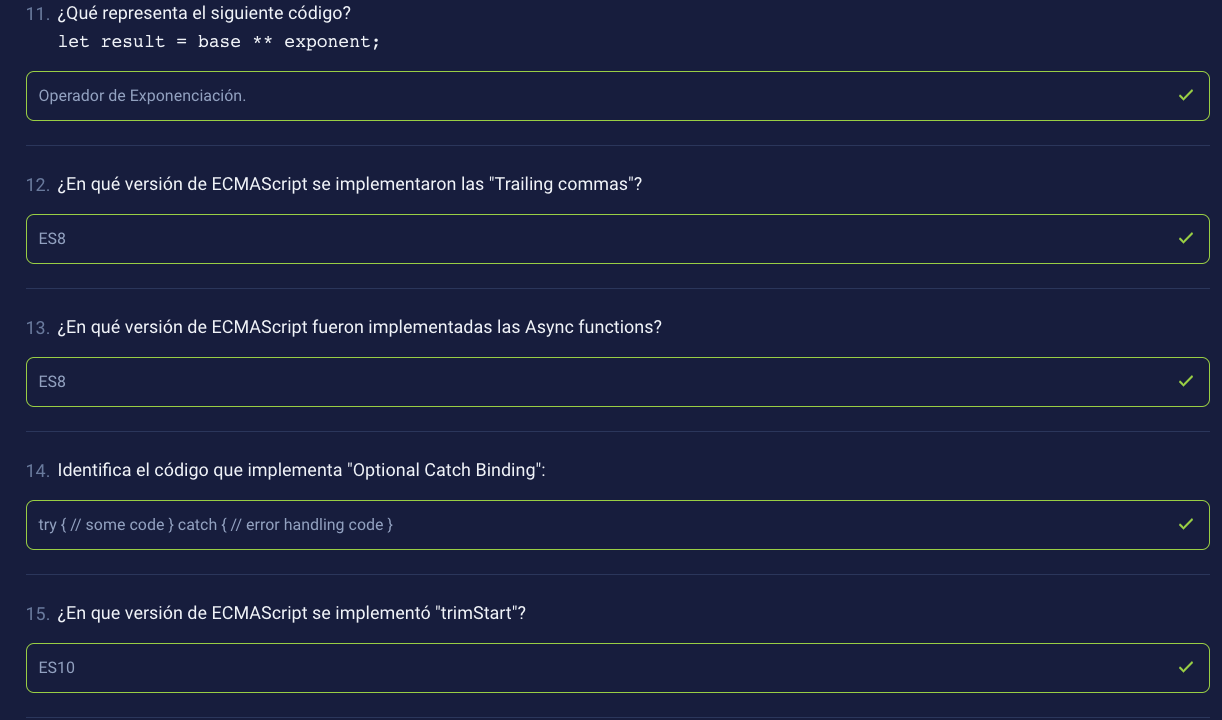 11. ¿Qué representa el siguiente código?
let result = base ** exponent;
Operador de Exponenciación.
12. ¿En qué versión de ECMAScript se implementaron las "Trailing commas"?
ES8
13. ¿En qué versión de ECMAScript fueron implementadas las Async functions?
ES8
14. Identifica el código que implementa "Optional Catch Binding":
try { // some code } catch { // error handling code }
15. ¿En que versión de ECMAScript se implementó "trimStart"?
ES10